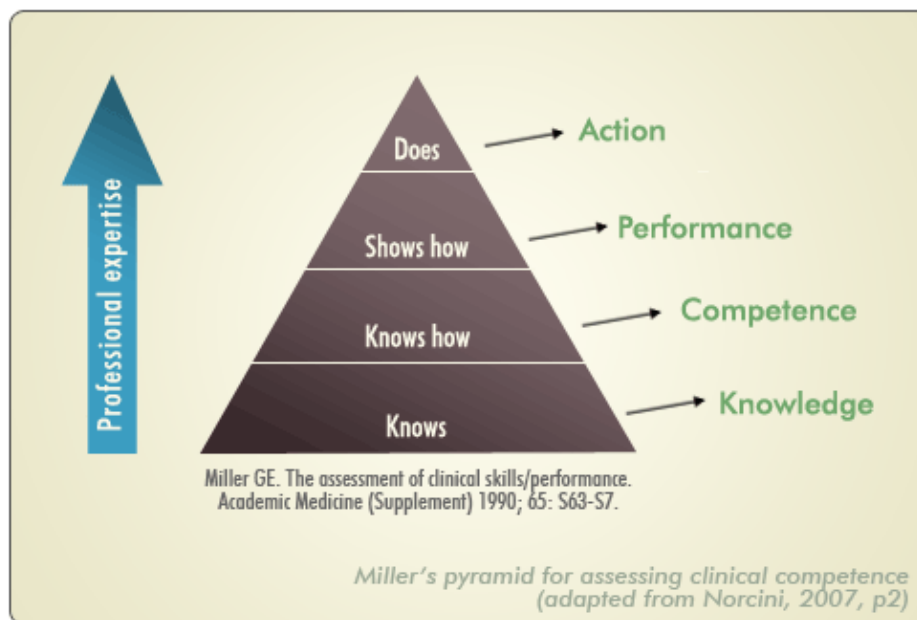 Professional expertise
Does
Action
Shows how
Performance
Knows how
Competence
Knows
Knowledge
Miller GE. The assessment of clinical skills/performance.
Academic Medicine (Supplement) 1990; 65: S63-S7.
Miller's pyramid for assessing clinical competence
(adapted from Norcini, 2007, p2)